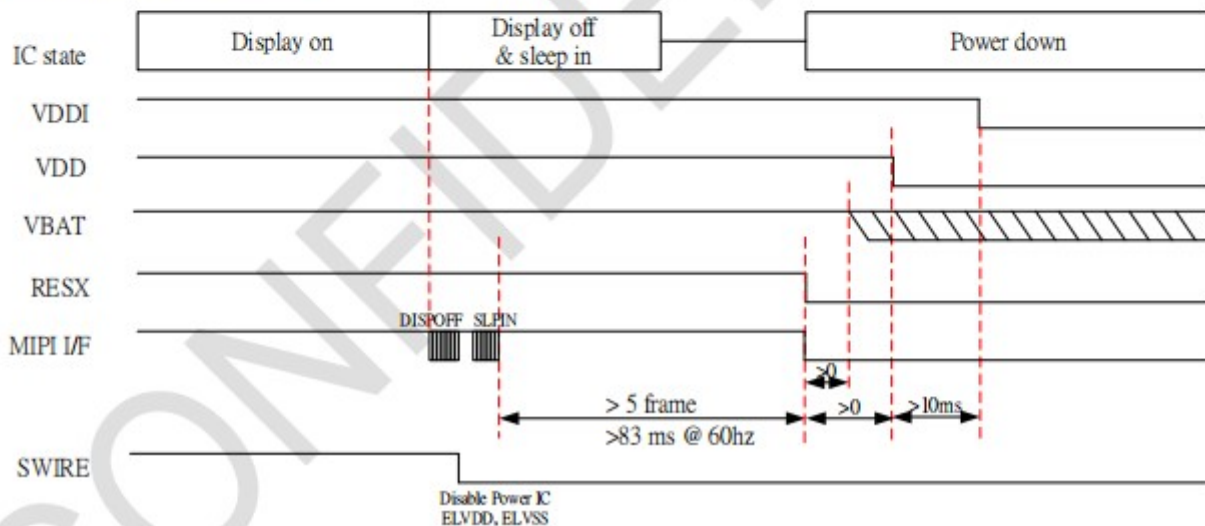 Display on
Display off
& sleep in
Power down
IC state
VDDI
VDD
VBAT
RESX
DISPOFF SLPIN
MIPI I/F
>0
> 5 frame
>0
>10ms
>83 ms @ 60hz
SWIRE
Disable Power IC
ELVDD, ELVSS